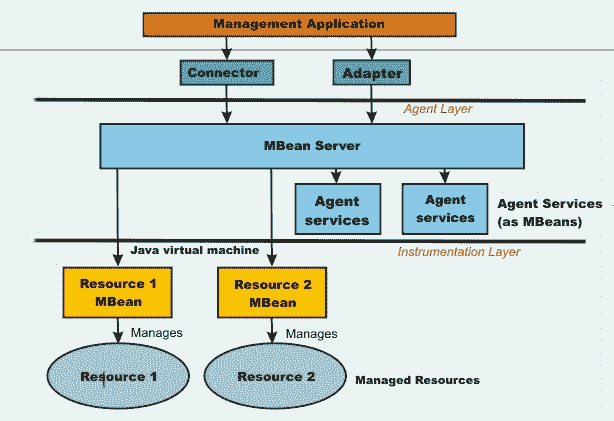 Management Application
Connector
Adapter
Agent Layer
MBean Server
Agent
services
Agent
services
Agent Services
(as MBeans)
Java virtual machine
Instrumentation Layer
Resource 1
MBean
Resource 2
MBean
Manages
Manages
Resource 1
Resource 2
Managed Resources